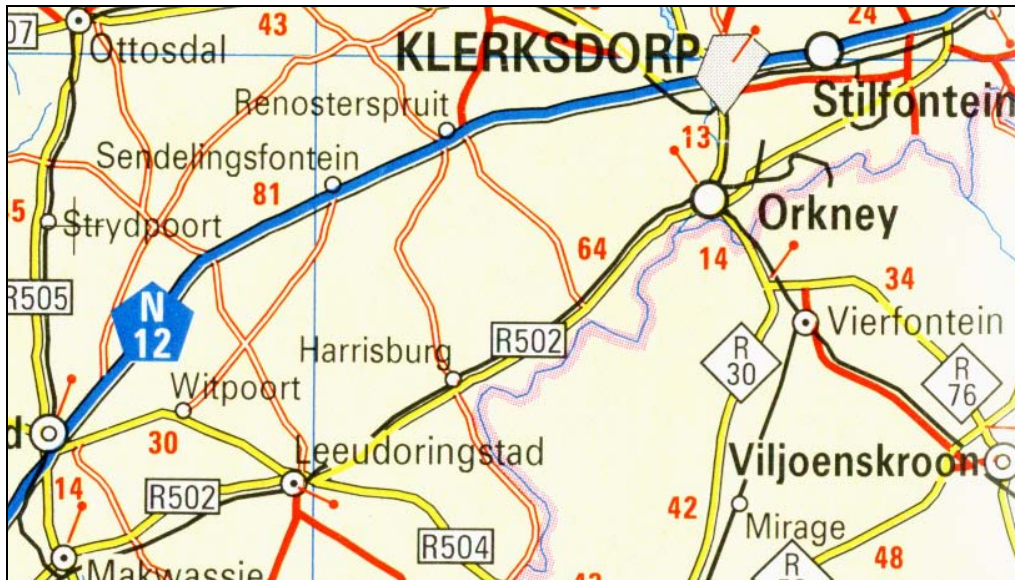 43
24
Ottosdal
KLERKSDORP
Stilfontein
Renosterspruit
13
Sendelingsfontein
81
Strydpoort
Orkney
64
14
34
R505
N
12
R502
Vierfontein
Harrisburg
R
30
R
76
Witpoort
30
Leeudoringstad
Viljoenskroon
14
R502
42
Mirage
R504
48
R
Makwassie